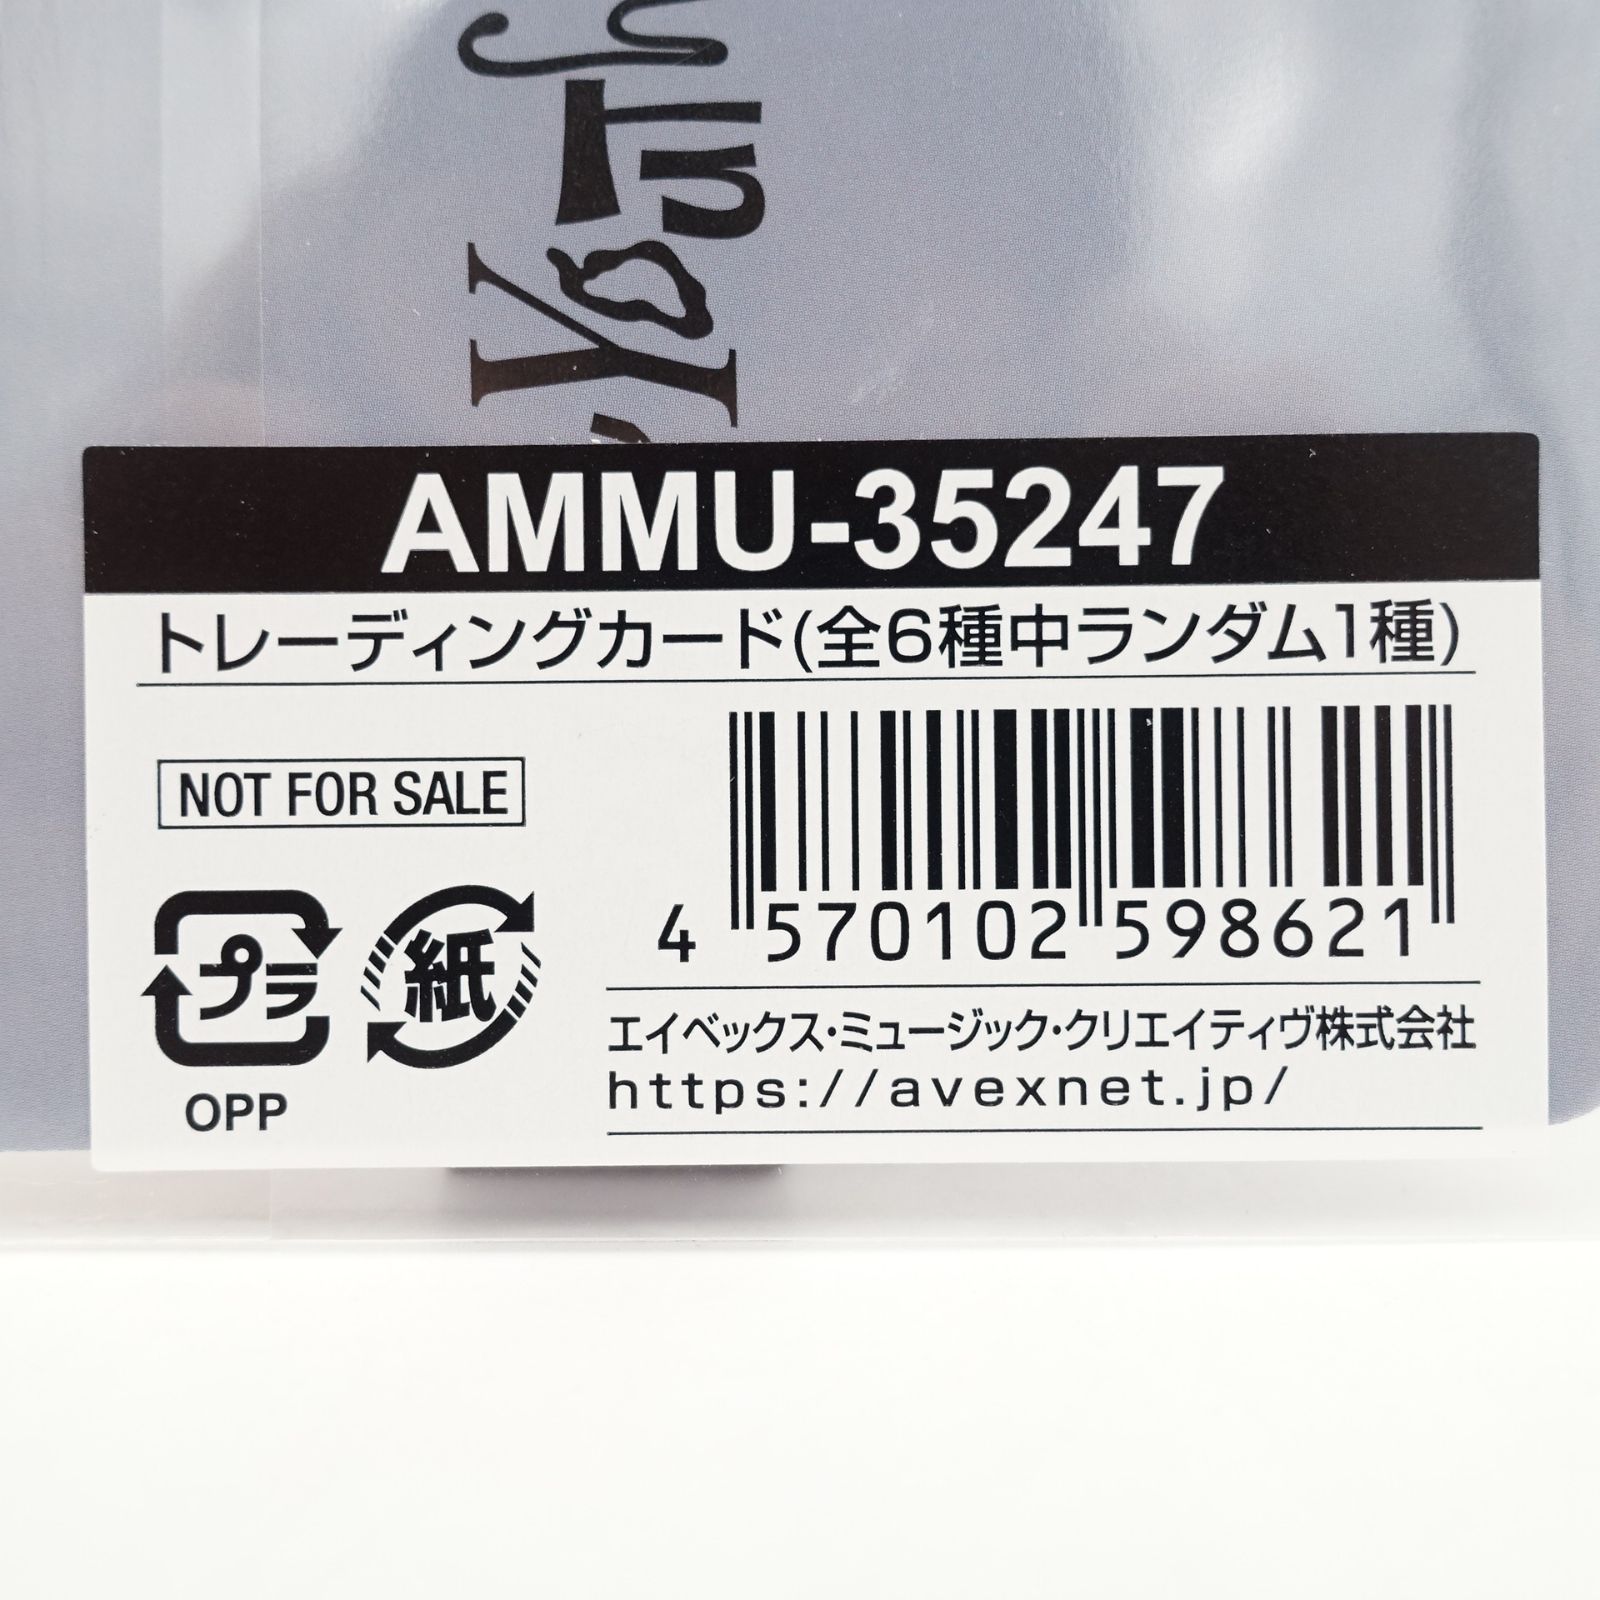 AMMU-35247
トレーディングカード(全6種中ランダム1種)
NOT FOR SALE
プラ
紙
OPP
4 570102 598621
エイベックス・ミュージック・クリエイティヴ株式会社
https://avexnet.jp/